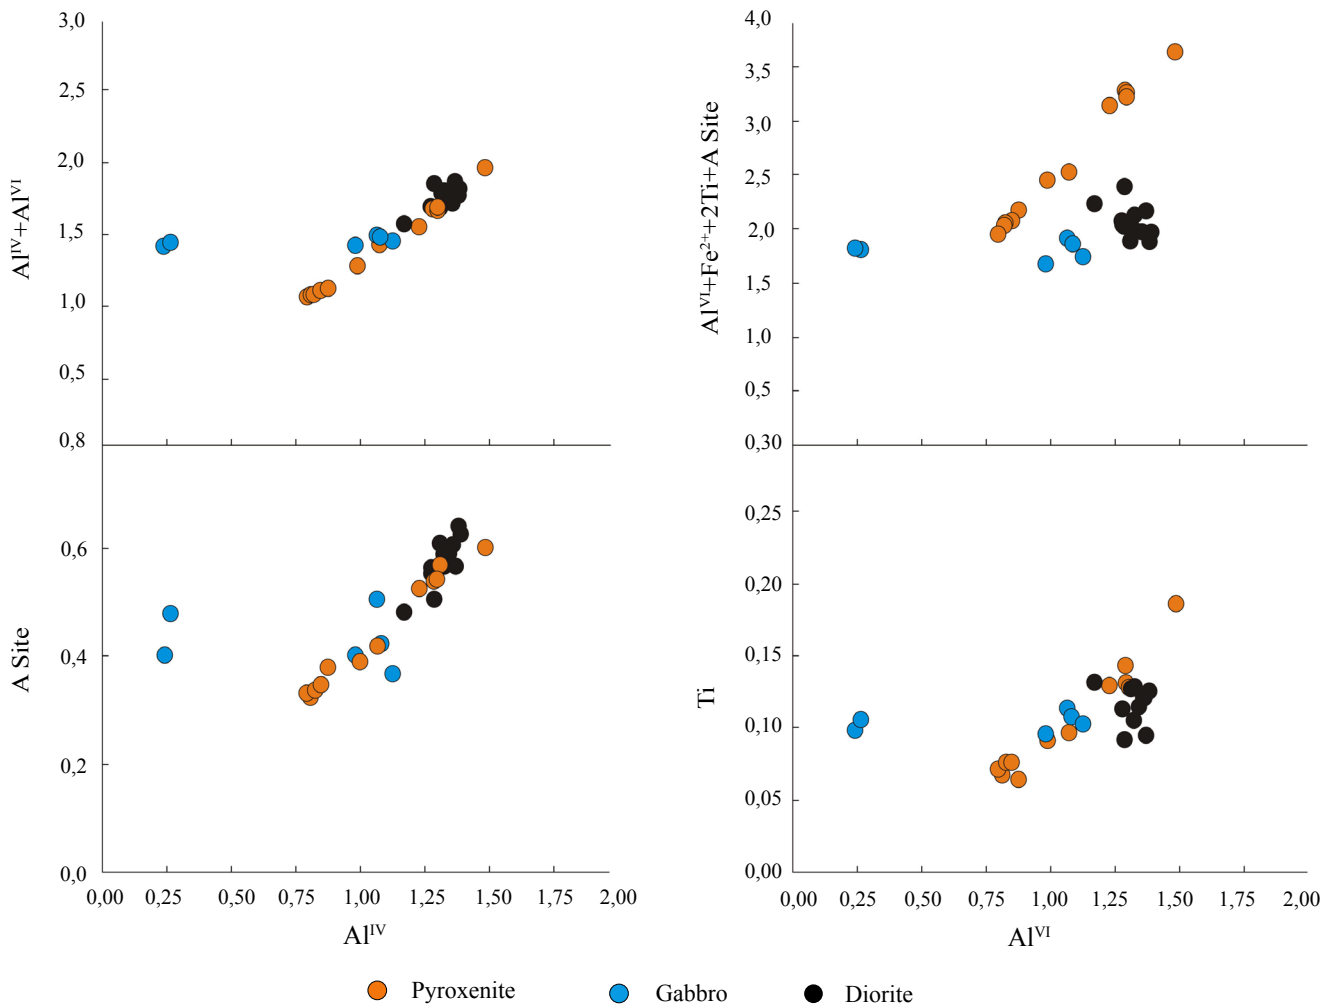 3,0
2,5
2,0
1,5
1,0
0,5
0,8
Al^IV+Al^VI
4,0
3,5
3,0
2,5
2,0
1,5
1,0
0,5
0,30
Al^VI+Fe^2++2Ti+A Site
0,6
0,4
0,2
0,0
A Site
0,00 0,25 0,50 0,75 1,00 1,25 1,50 1,75 2,00
Al^IV
0,25
0,20
0,15
0,10
0,05
0,00
Ti
0,00 0,25 0,50 0,75 1,00 1,25 1,50 1,75 2,00
Al^VI
Pyroxenite Gabbro Diorite